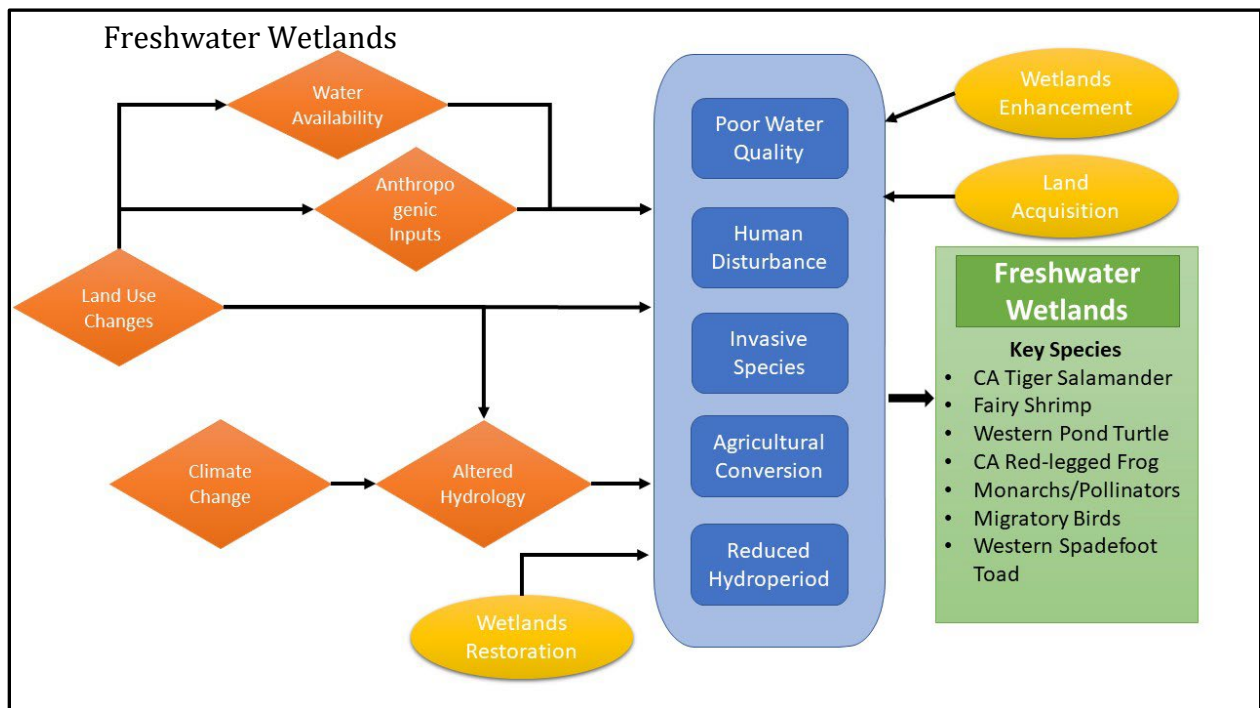 Freshwater Wetlands
Water
Availability
Anthropo
genic
Inputs
Land Use
Changes
Climate
Change
Altered
Hydrology
Wetlands
Restoration
Poor Water
Quality
Human
Disturbance
Invasive
Species
Agricultural
Conversion
Reduced
Hydroperiod
Wetlands
Enhancement
Land
Acquisition
Freshwater
Wetlands
Key Species
• CA Tiger Salamander
• Fairy Shrimp
• Western Pond Turtle
• CA Red-legged Frog
• Monarchs/Pollinators
• Migratory Birds
• Western Spadefoot
Toad